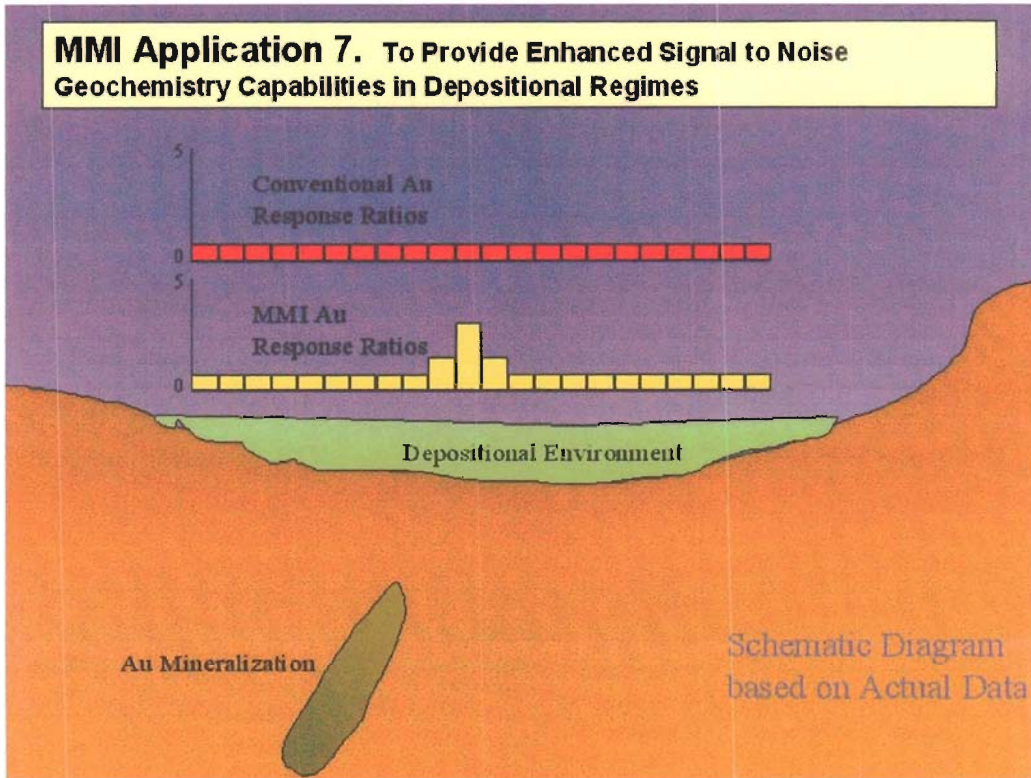 MMI Application 7. To Provide Enhanced Signal to Noise
Geochemistry Capabilities in Depositional Regimes
5
Conventional Au
Response Ratios
0
5
MMI Au
Response Ratios
0
Depositional Environment
Au Mineralization
Schematic Diagram
based on Actual Data